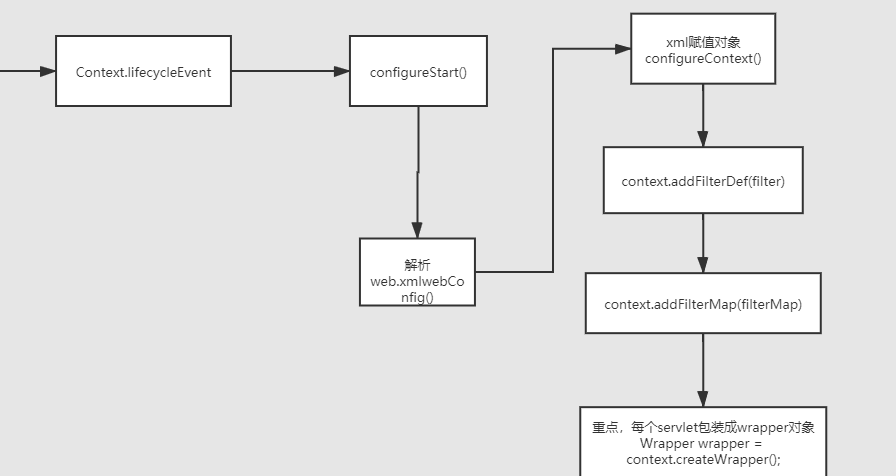 Context.lifecycleEvent
configureStart()
解析
web.xmlwebCo
nfig()
xml赋值对象
configureContext()
context.addFilterDef(filter)
context.addFilterMap(filterMap)
重点，每个servlet包装成wrapper对象
Wrapper wrapper =
context.createWrapper();